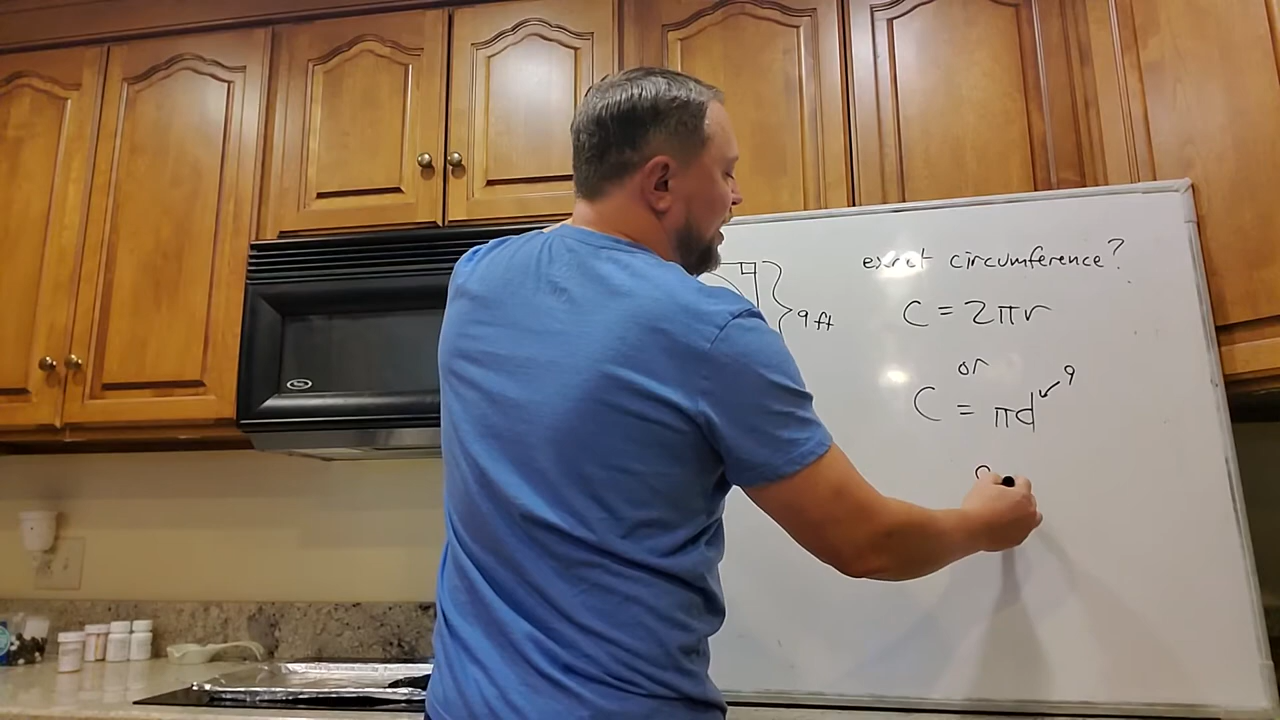 exact circumference?
9 ft
C = 2πr
or
9
C = πd